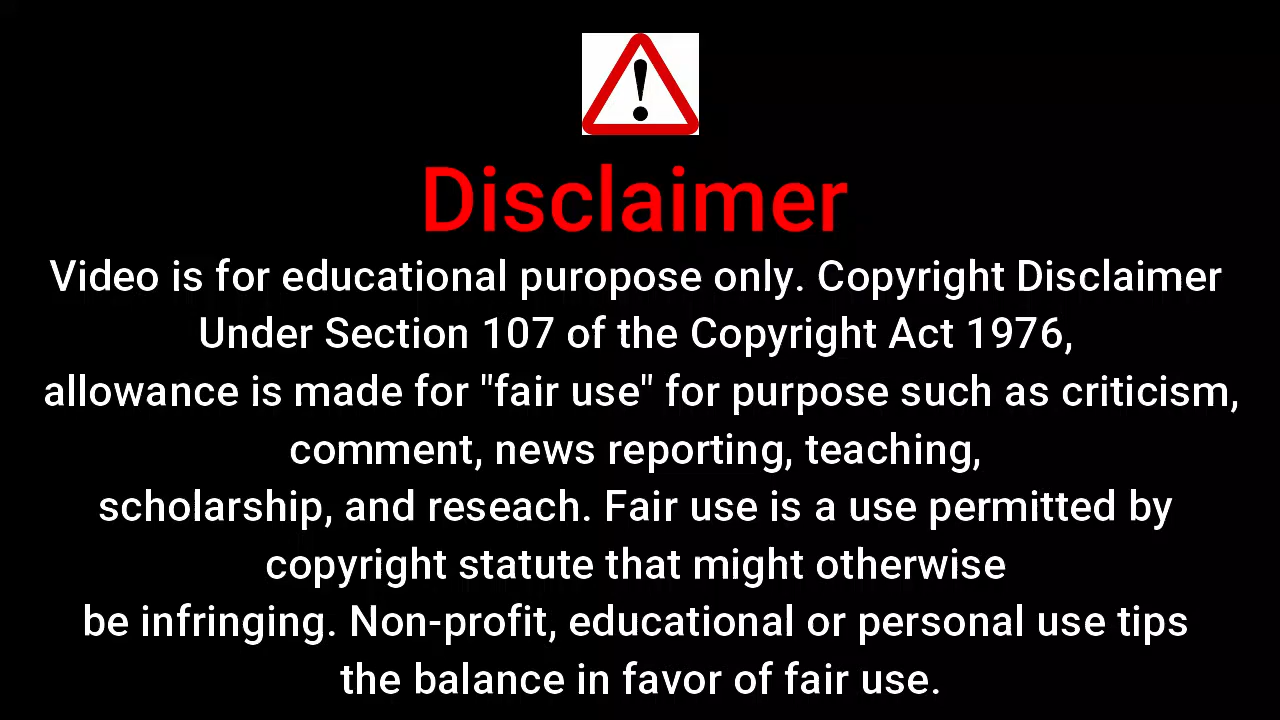 Disclaimer
Video is for educational puropose only. Copyright Disclaimer
Under Section 107 of the Copyright Act 1976,
allowance is made for "fair use" for purpose such as criticism,
comment, news reporting, teaching,
scholarship, and reseach. Fair use is a use permitted by
copyright statute that might otherwise
be infringing. Non-profit, educational or personal use tips
the balance in favor of fair use.